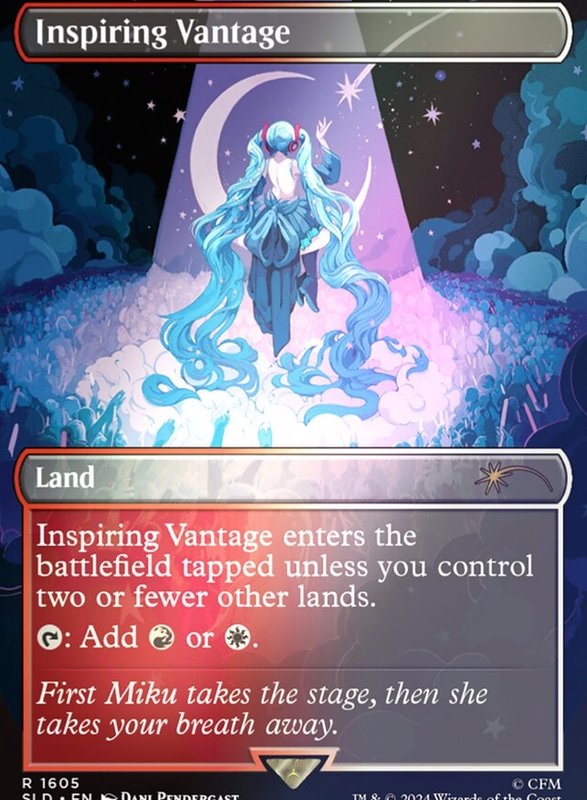 Inspiring Vantage
Land
Inspiring Vantage enters the
battlefield tapped unless you control
two or fewer other lands.
: Add or .
First Miku takes the stage, then she
takes your breath away.
R 1605
© CFM
SLD • EN Dani Pendergast
™ & © 2024 Wizards of the Coast